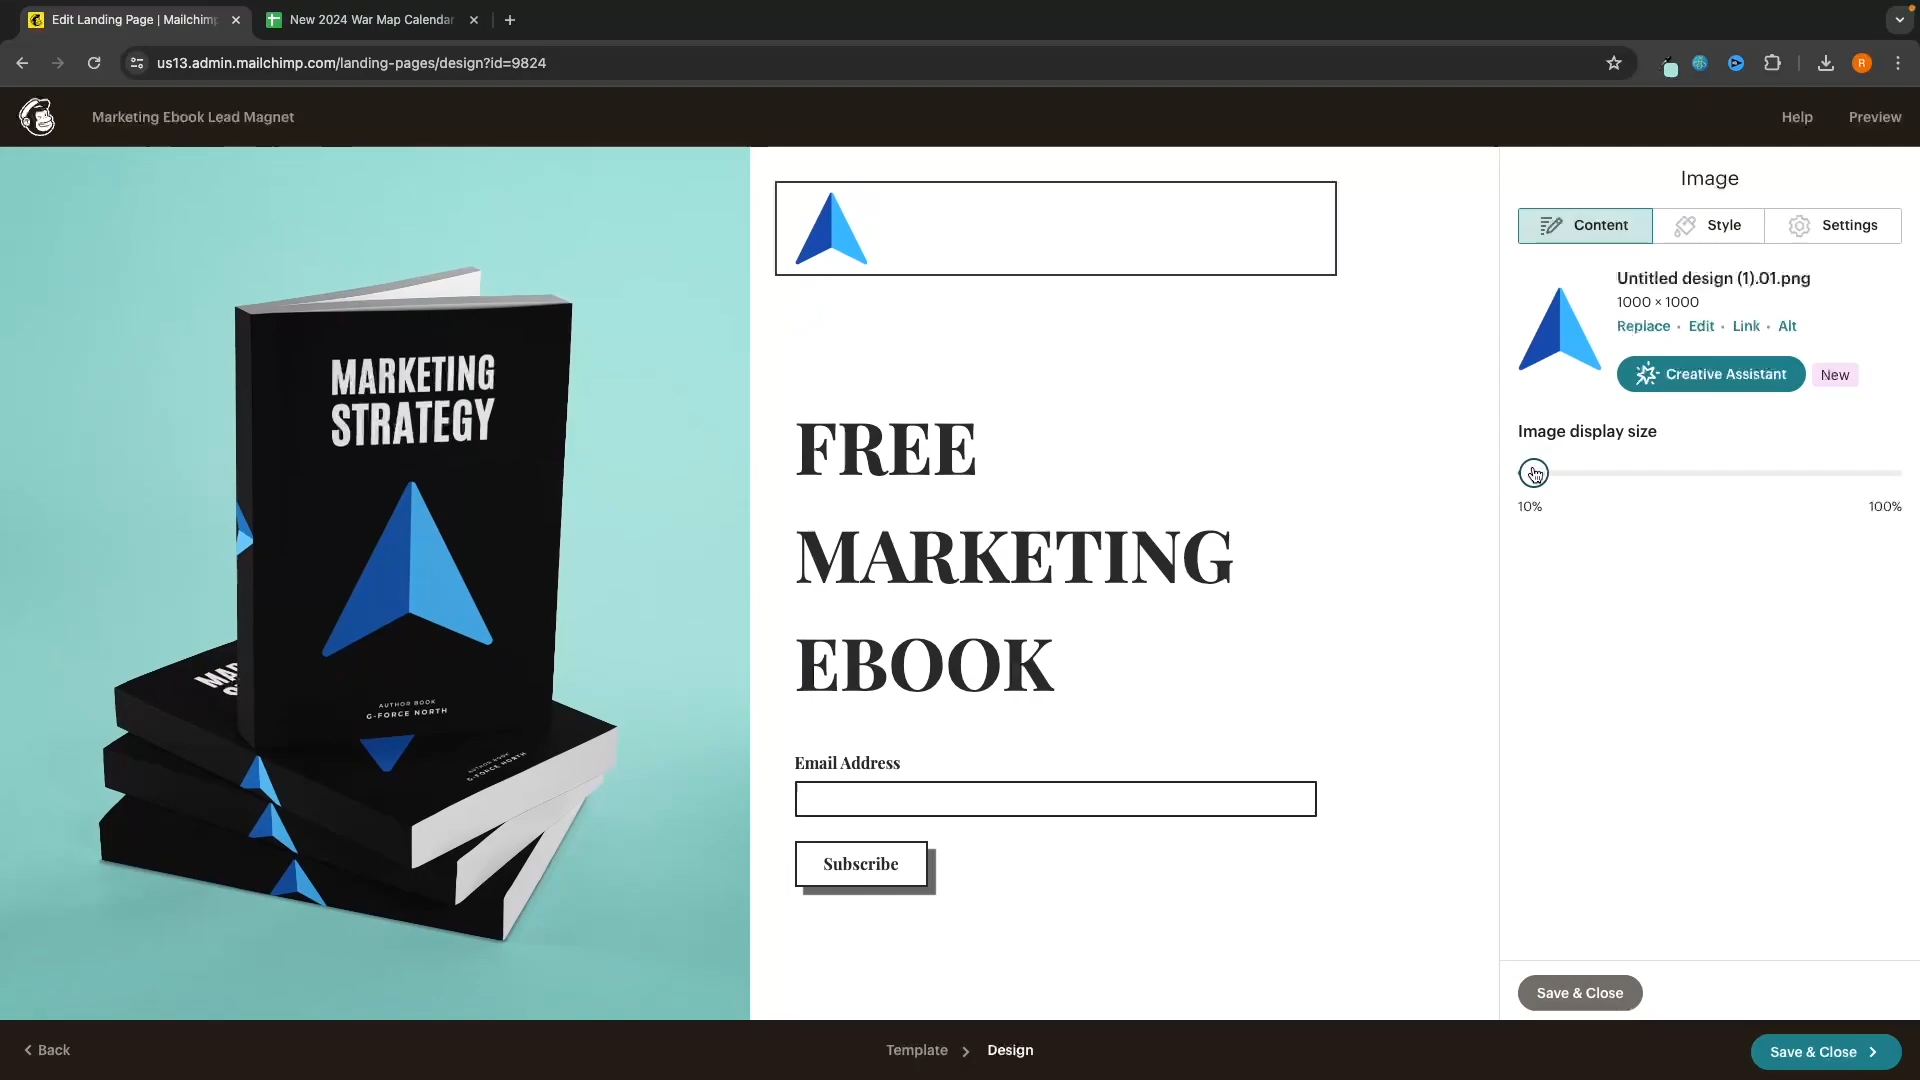 Edit Landing Page | Mailchimp
New 2024 War Map Calendar
us13.admin.mailchimp.com/landing-pages/design?id=9824
R
Marketing Ebook Lead Magnet
Help
Preview
MARKETING
STRATEGY
AUTHOR BOOK
G-FORCE NORTH
FREE
MARKETING
EBOOK
Email Address
Subscribe
Image
Content
Style
Settings
Untitled design (1).01.png
1000 × 1000
Replace • Edit • Link • Alt
Creative Assistant
New
Image display size
10%
100%
Save & Close
Back
Template
Design
Save & Close